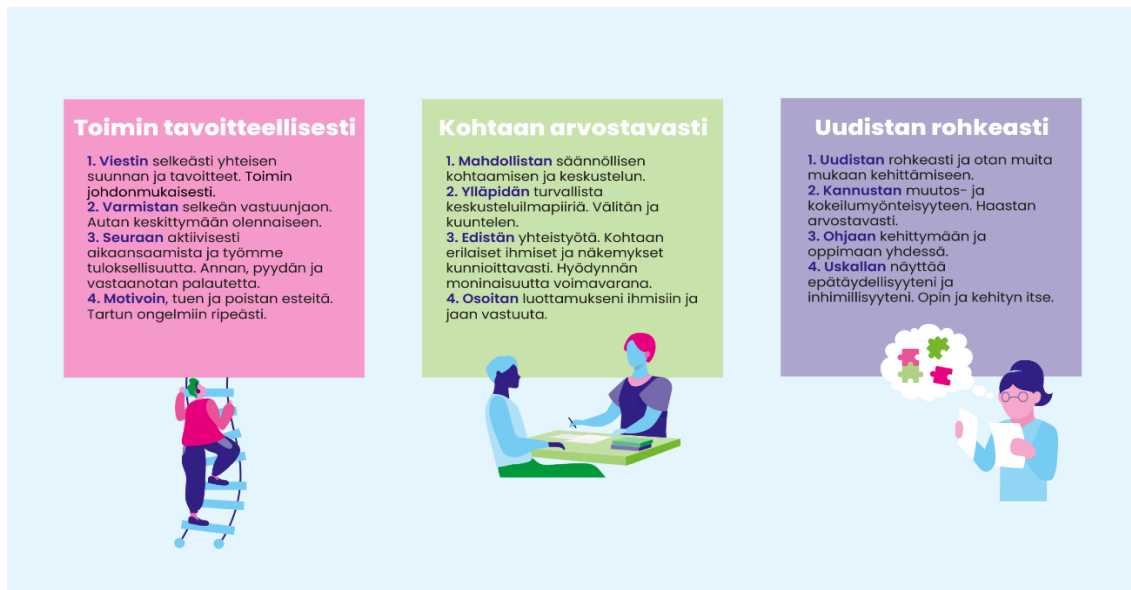 Toimin tavoitteellisesti
1. Viestin selkeästi yhteisen
suunnan ja tavoitteet. Toimin
johdonmukaisesti.
2. Varmistan selkeän vastuunjaon.
Autan keskittymään olennaiseen.
3. Seuraan aktiivisesti
aikaansaamista ja työmme
tuloksellisuutta. Annan, pyydän ja
vastaanotan palautetta.
4. Motivoin, tuen ja poistan esteitä.
Tartun ongelmiin ripeästi.
Kohtaan arvostavasti
1. Mahdollistan säännöllisen
kohtaamisen ja keskustelun.
2. Ylläpidän turvallista
keskusteluilmapiiriä. Välitän ja
kuuntelen.
3. Edistän yhteistyötä. Kohtaan
erilaiset ihmiset ja näkemykset
kunnioittavasti. Hyödynnän
moninaisuutta voimavarana.
4. Osoitan luottamukseni ihmisiin ja
jaan vastuuta.
Uudistan rohkeasti
1. Uudistan rohkeasti ja otan muita
mukaan kehittämiseen.
2. Kannustan muutos- ja
kokeilumyönteisyyteen. Haastan
arvostavasti.
3. Ohjaan kehittymään ja
oppimaan yhdessä.
4. Uskallan näyttää
epätäydellisyyteni ja
inhimillisyyteni. Opin ja kehityn itse.